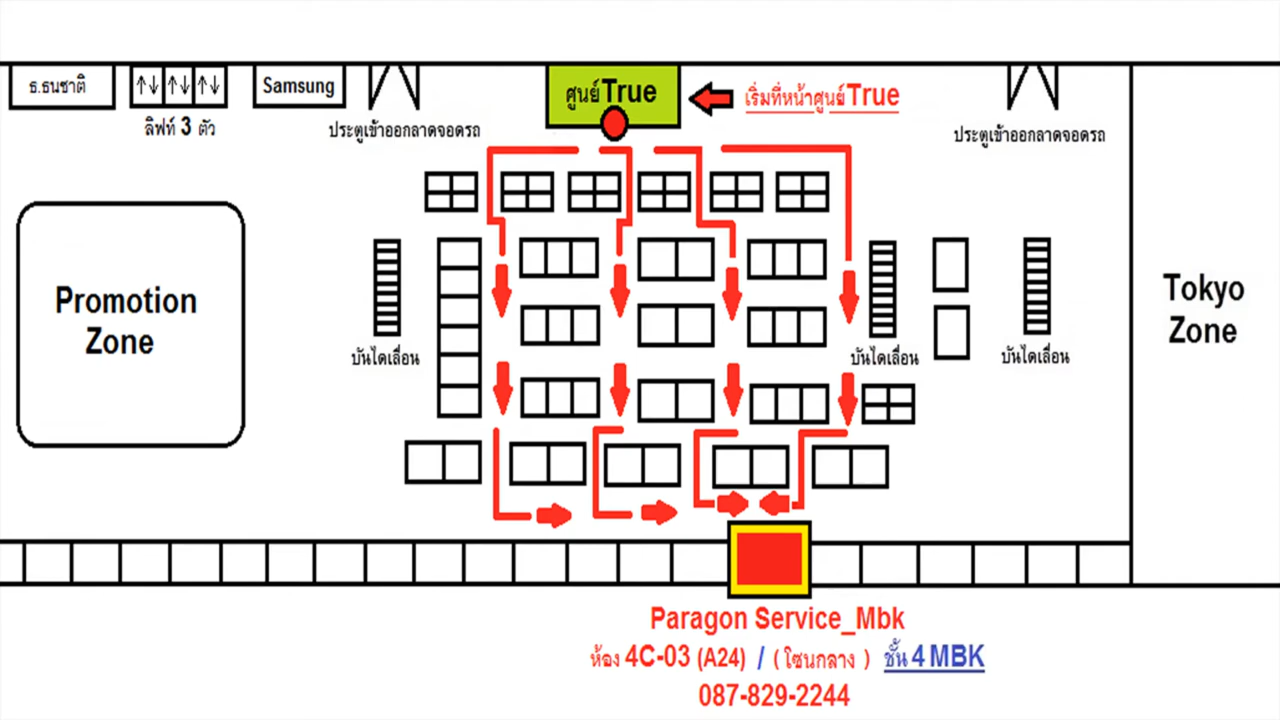 ธ.ธนชาติ
Samsung
ศูนย์True
เริ่มที่หน้าศูนย์True
ลิฟท์ 3 ตัว
ประตูเข้าออกลาดจอดรถ
ประตูเข้าออกลาดจอดรถ
Promotion
Zone
Tokyo
Zone
บันไดเลื่อน
บันไดเลื่อน
บันไดเลื่อน
Paragon Service_Mbk
ห้อง 4C-03 (A24) / ( โซนกลาง ) ชั้น 4 MBK
087-829-2244